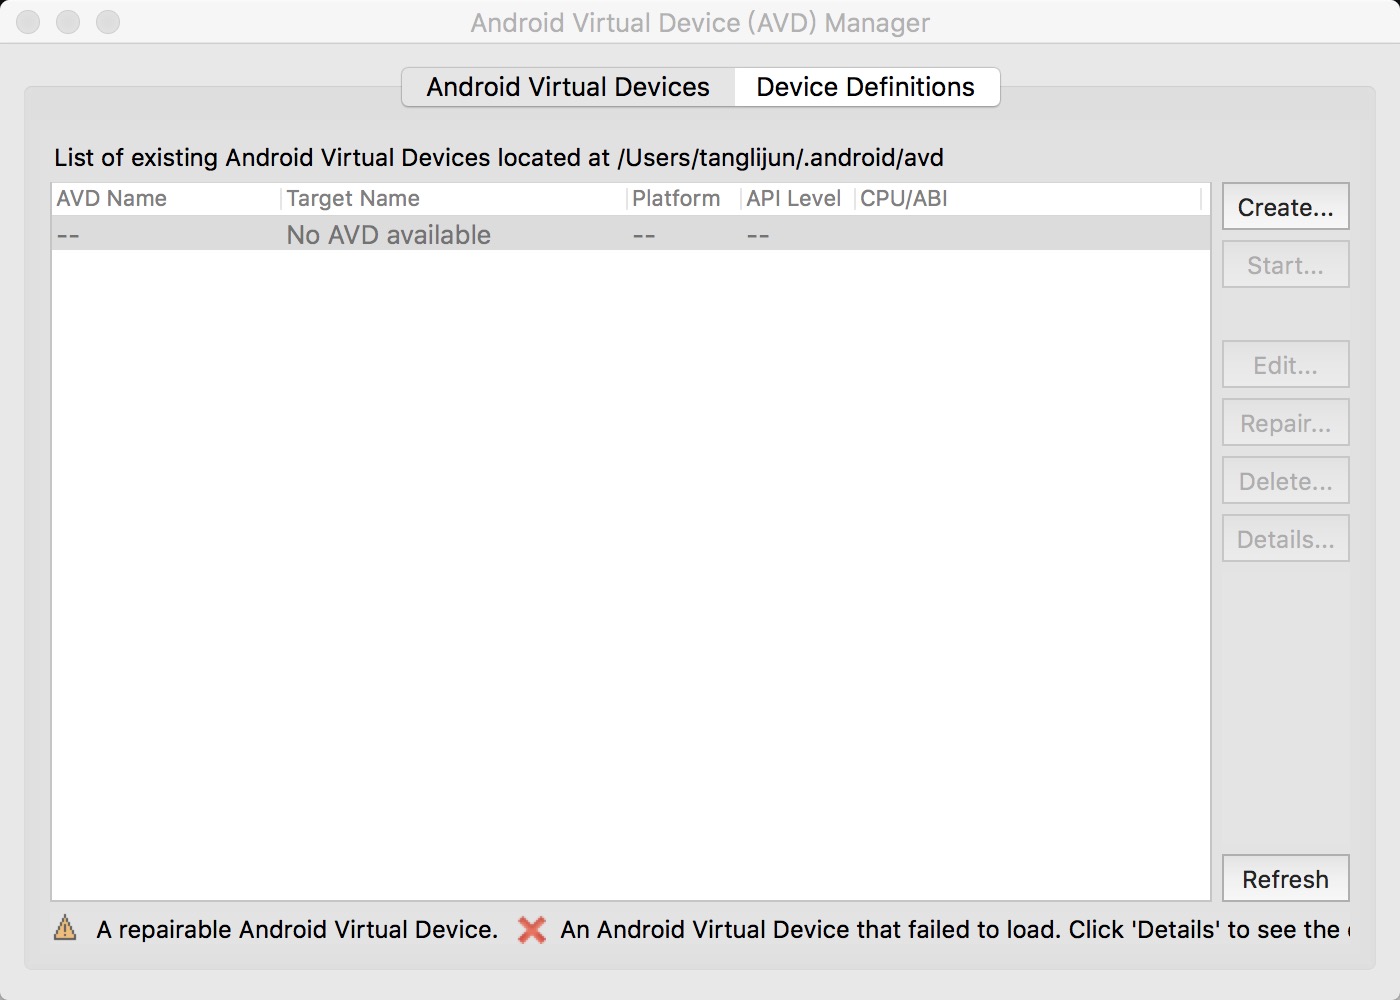 Android Virtual Device (AVD) Manager
Android Virtual Devices Device Definitions
List of existing Android Virtual Devices located at /Users/tanglijun/.android/avd
AVD Name Target Name Platform API Level CPU/ABI
-- No AVD available -- --
Create...
Start...
Edit...
Repair...
Delete...
Details...
Refresh
A repairable Android Virtual Device. An Android Virtual Device that failed to load. Click 'Details' to see the